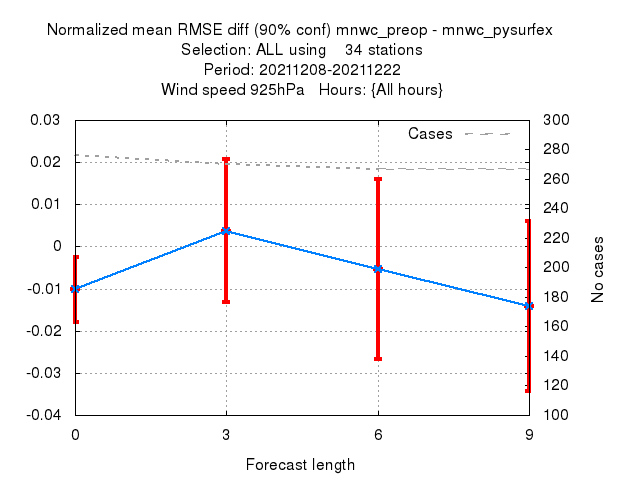 Normalized mean RMSE diff (90% conf) mnwc_preop - mnwc_pysurfex
Selection: ALL using 34 stations
Period: 20211208-20211222
Wind speed 925hPa Hours: {All hours}
Cases
0.03
0.02
0.01
0
-0.01
-0.02
-0.03
-0.04
300
280
260
240
220
200
180
160
140
120
100
No cases
0 3 6 9
Forecast length